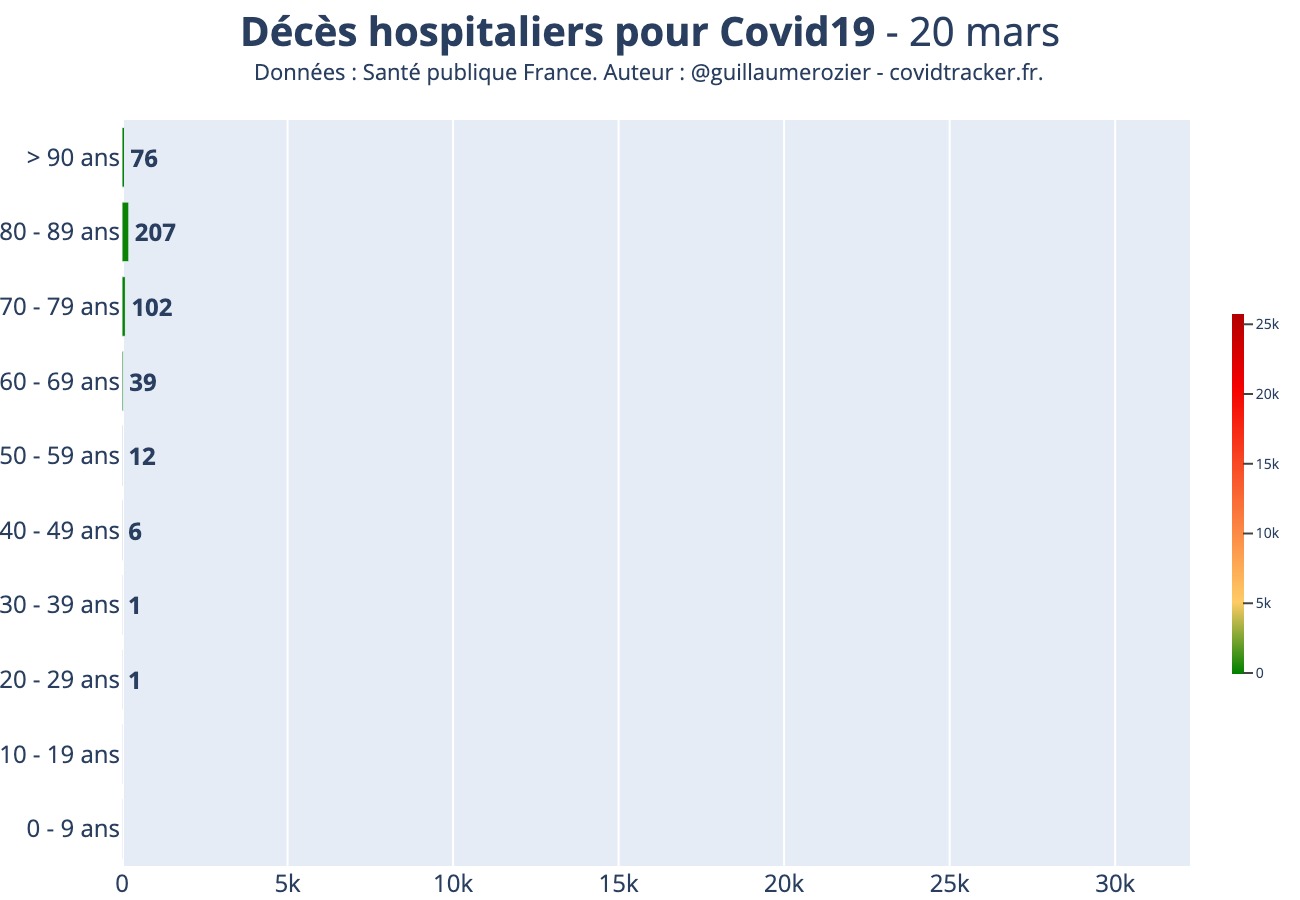 Décès hospitaliers pour Covid19 - 20 mars
Données : Santé publique France. Auteur : @guillaumerozier - covidtracker.fr.
> 90 ans 76
80 - 89 ans 207
70 - 79 ans 102
60 - 69 ans 39
50 - 59 ans 12
40 - 49 ans 6
30 - 39 ans 1
20 - 29 ans 1
10 - 19 ans
0 - 9 ans
0 5k 10k 15k 20k 25k 30k
25k
20k
15k
10k
5k
0